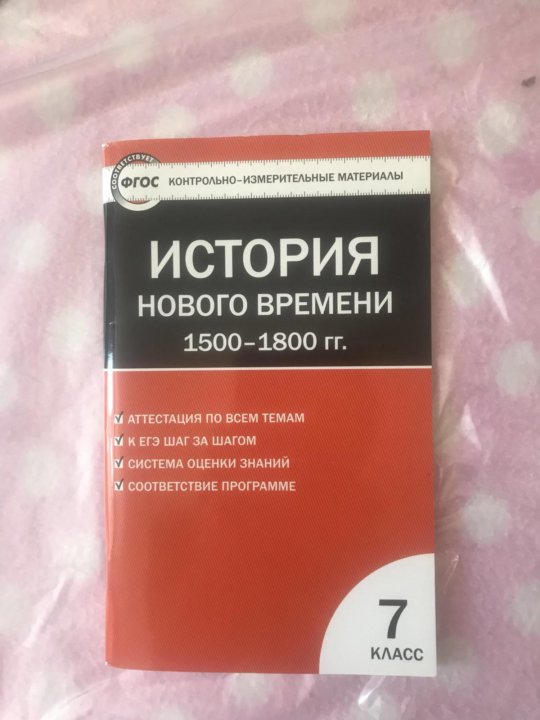 СООТВЕТСТВУЕТ
ФГОС
КОНТРОЛЬНО-ИЗМЕРИТЕЛЬНЫЕ МАТЕРИАЛЫ
ИСТОРИЯ
НОВОГО ВРЕМЕНИ
1500–1800 гг.
АТТЕСТАЦИЯ ПО ВСЕМ ТЕМАМ
К ЕГЭ ШАГ ЗА ШАГОМ
СИСТЕМА ОЦЕНКИ ЗНАНИЙ
СООТВЕТСТВИЕ ПРОГРАММЕ
7
КЛАСС